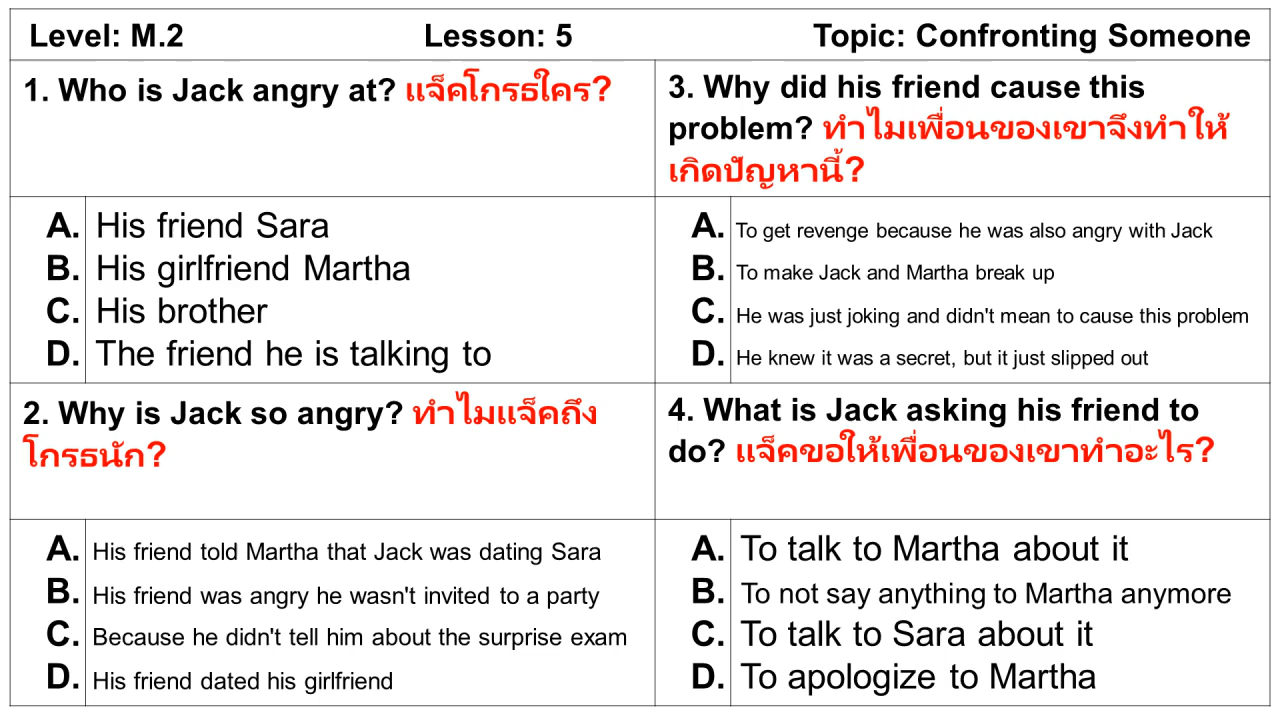 Level: M.2 Lesson: 5 Topic: Confronting Someone
1. Who is Jack angry at? แจ็คโกรธใคร?
A. His friend Sara
B. His girlfriend Martha
C. His brother
D. The friend he is talking to
2. Why is Jack so angry? ทำไมแจ็คถึง
โกรธนัก?
A. His friend told Martha that Jack was dating Sara
B. His friend was angry he wasn't invited to a party
C. Because he didn't tell him about the surprise exam
D. His friend dated his girlfriend
3. Why did his friend cause this
problem? ทำไมเพื่อนของเขาจึงทำให้
เกิดปัญหานี้?
A. To get revenge because he was also angry with Jack
B. To make Jack and Martha break up
C. He was just joking and didn't mean to cause this problem
D. He knew it was a secret, but it just slipped out
4. What is Jack asking his friend to
do? แจ็คขอให้เพื่อนของเขาทำอะไร?
A. To talk to Martha about it
B. To not say anything to Martha anymore
C. To talk to Sara about it
D. To apologize to Martha